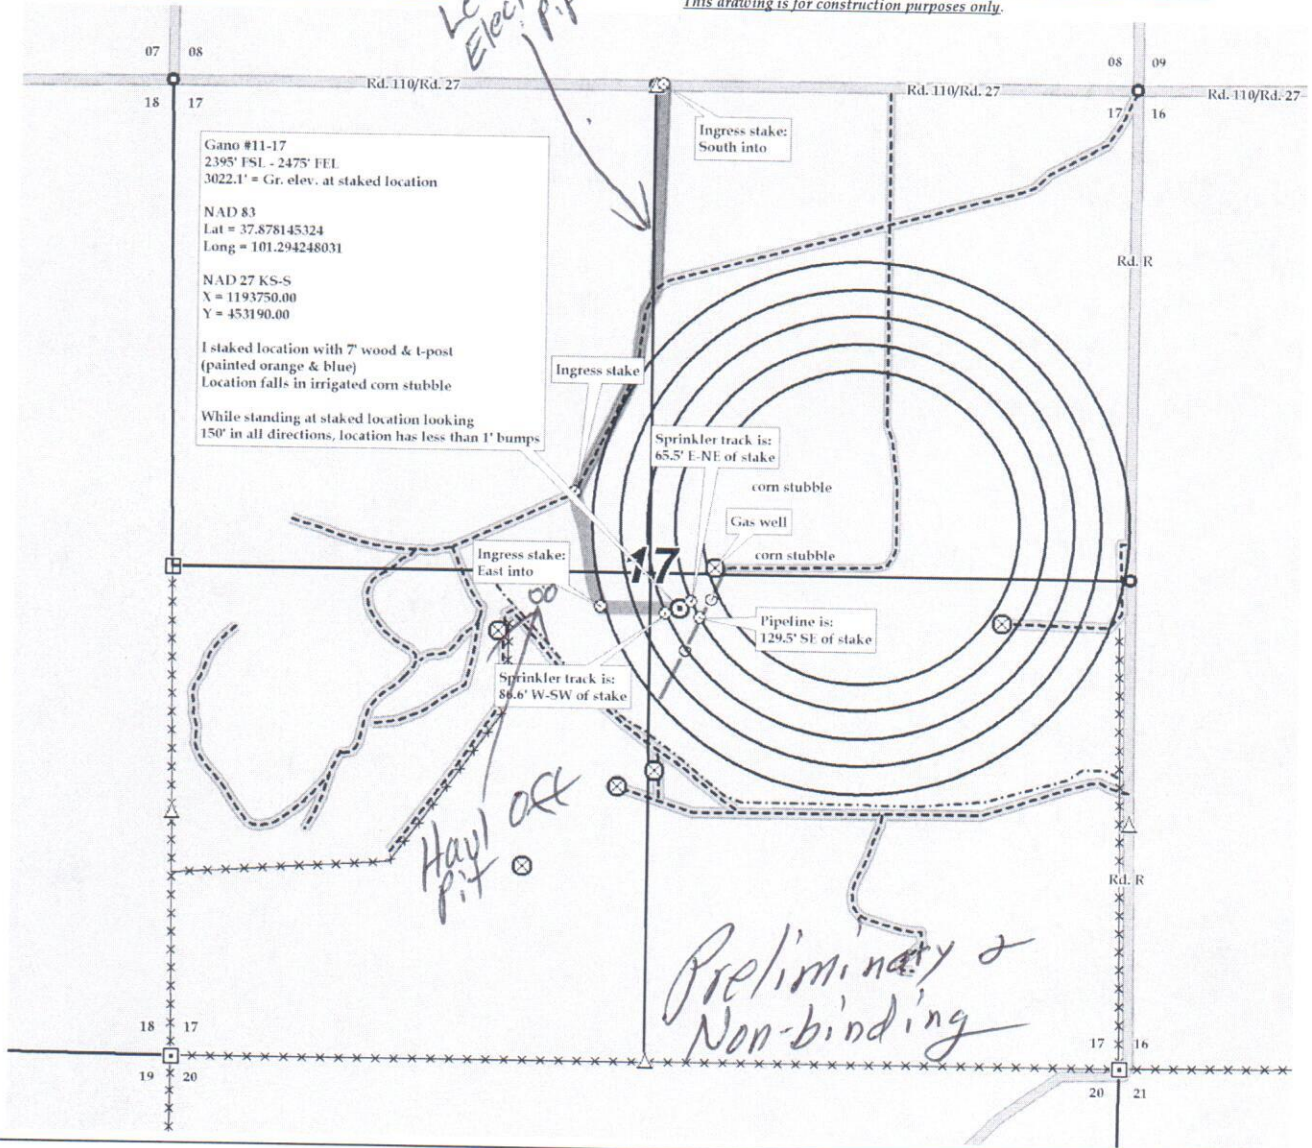 This drawing is for construction purposes only.
07 08
08 09
Rd. 110/Rd. 27
Rd. 110/Rd. 27
Rd. 110/Rd. 27
18 17
17 16
Ingress stake:
South into
Gano #11-17
2395' FSL - 2475' FEL
3022.1' = Gr. elev. at staked location
NAD 83
Lat = 37.878145324
Long = 101.294248031
NAD 27 KS-S
X = 1193750.00
Y = 453190.00
I staked location with 7' wood & t-post
(painted orange & blue)
Location falls in irrigated corn stubble
While standing at staked location looking
150' in all directions, location has less than 1' bumps
Rd. R
Ingress stake
Sprinkler track is:
65.5' E-NE of stake
corn stubble
Gas well
corn stubble
17
Ingress stake:
East into
Pipeline is:
129.5' SE of stake
Sprinkler track is:
86.6' W-SW of stake
Haul off
Pit
Rd. R
Preliminary &
Non-binding
18 17
17 16
19 20
20 21